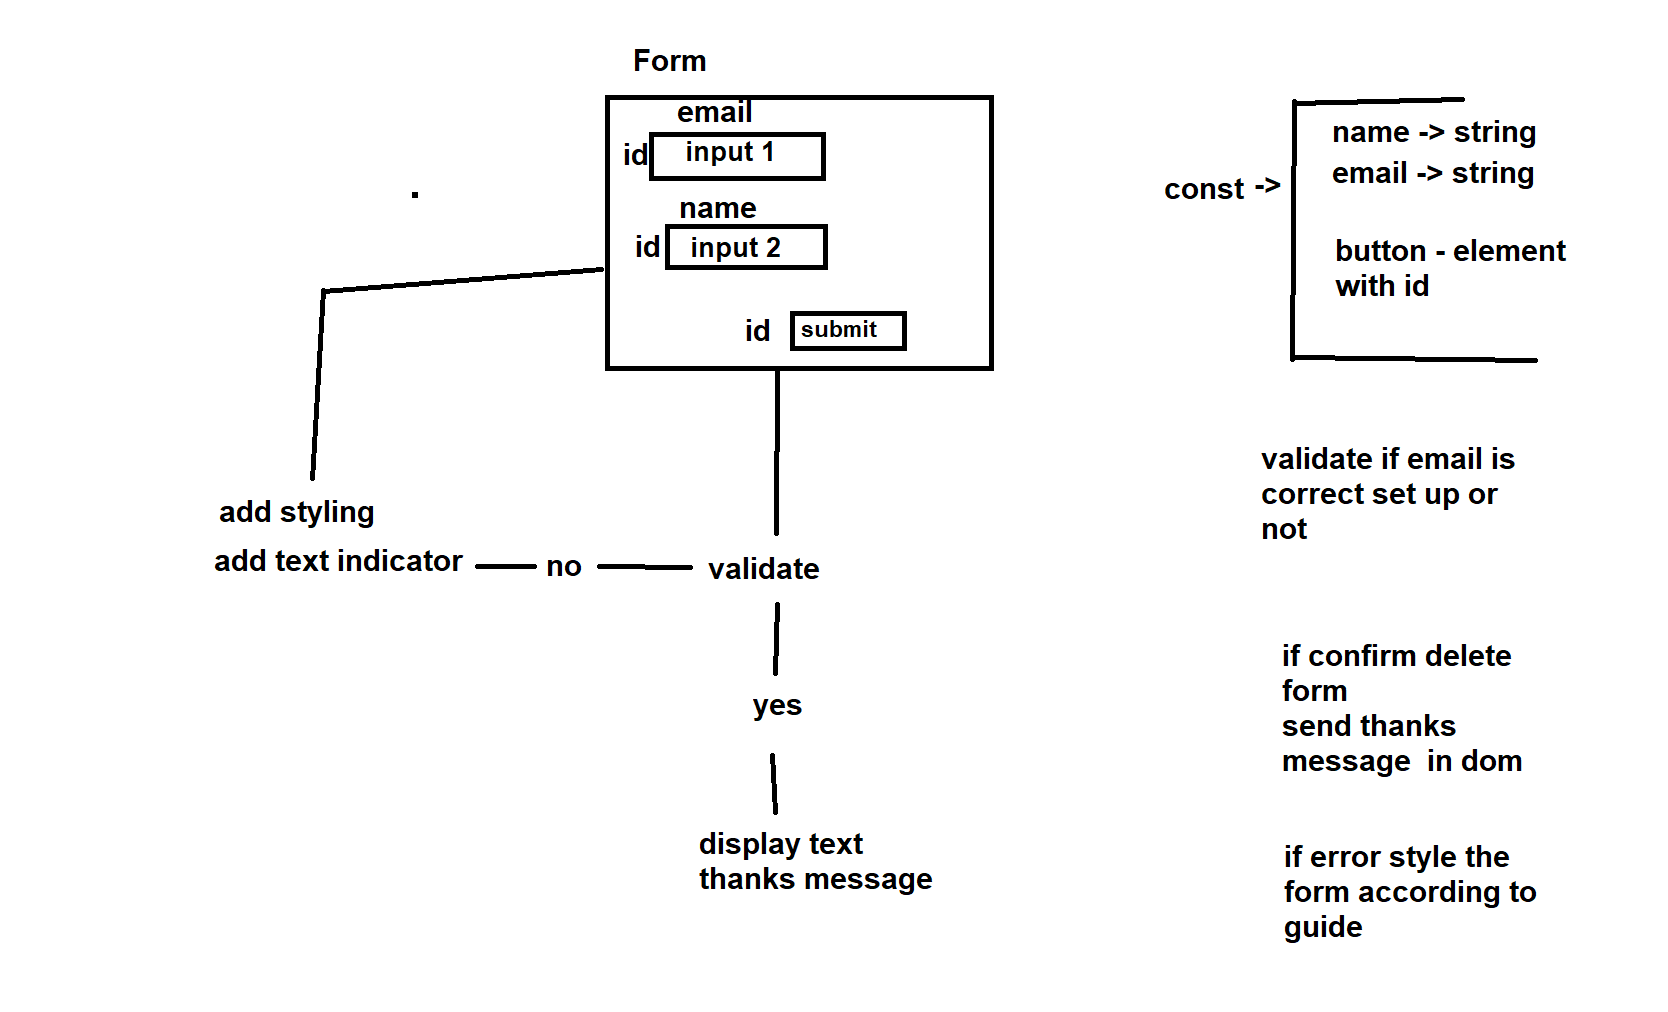 Form
email
id input 1
name
id input 2
id submit
add styling
add text indicator no validate
yes
display text
thanks message
name -> string
email -> string
const ->
button - element
with id
validate if email is
correct set up or
not
if confirm delete
form
send thanks
message in dom
if error style the
form according to
guide